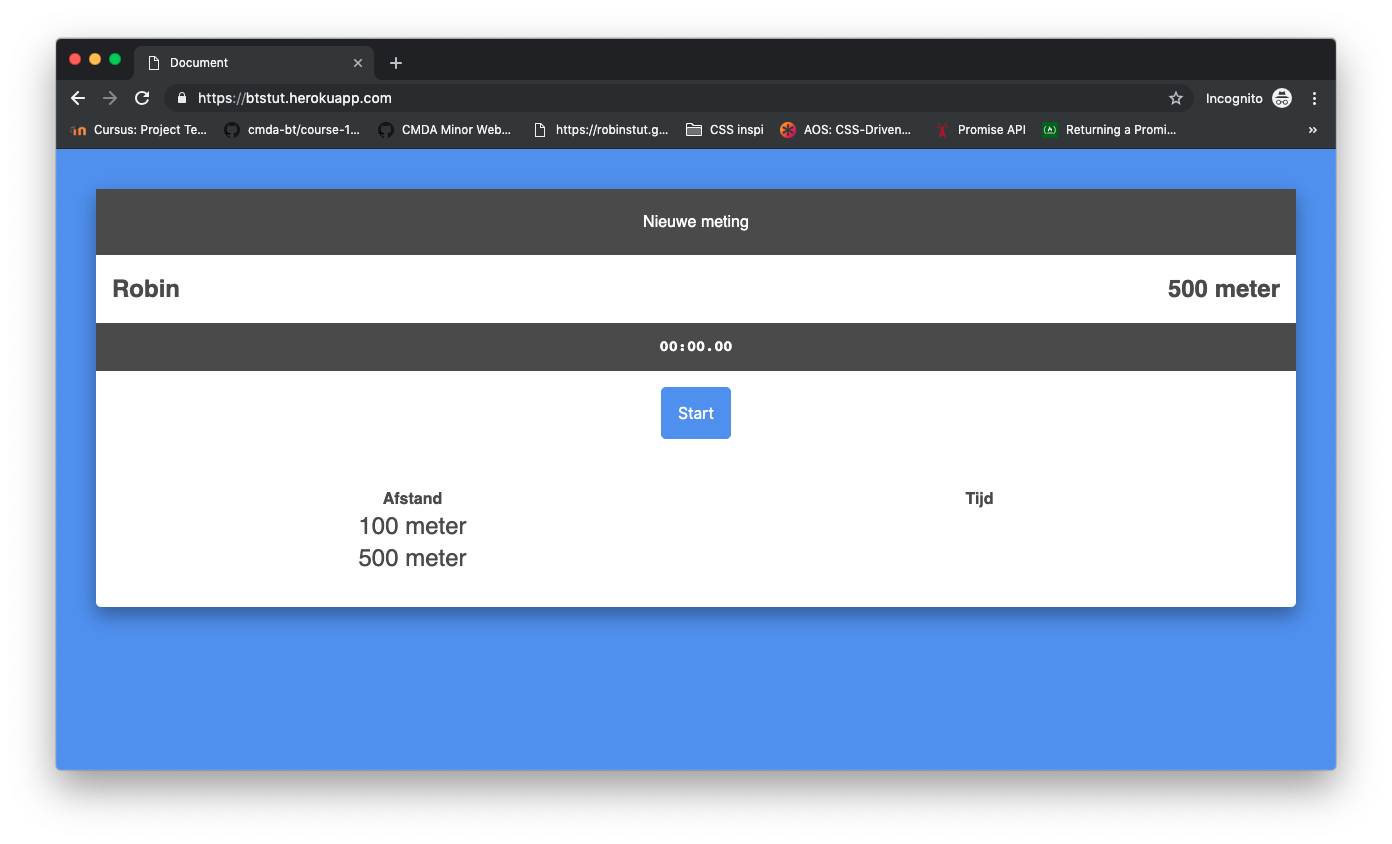 Document
https://btstut.herokuapp.com
Incognito
Cursus: Project Te... cmda-bt/course-1... CMDA Minor Web... https://robinstut.g... CSS inspi AOS: CSS-Driven... Promise API Returning a Promi... »
Nieuwe meting
Robin 500 meter
00:00.00
Start
Afstand Tijd
100 meter
500 meter